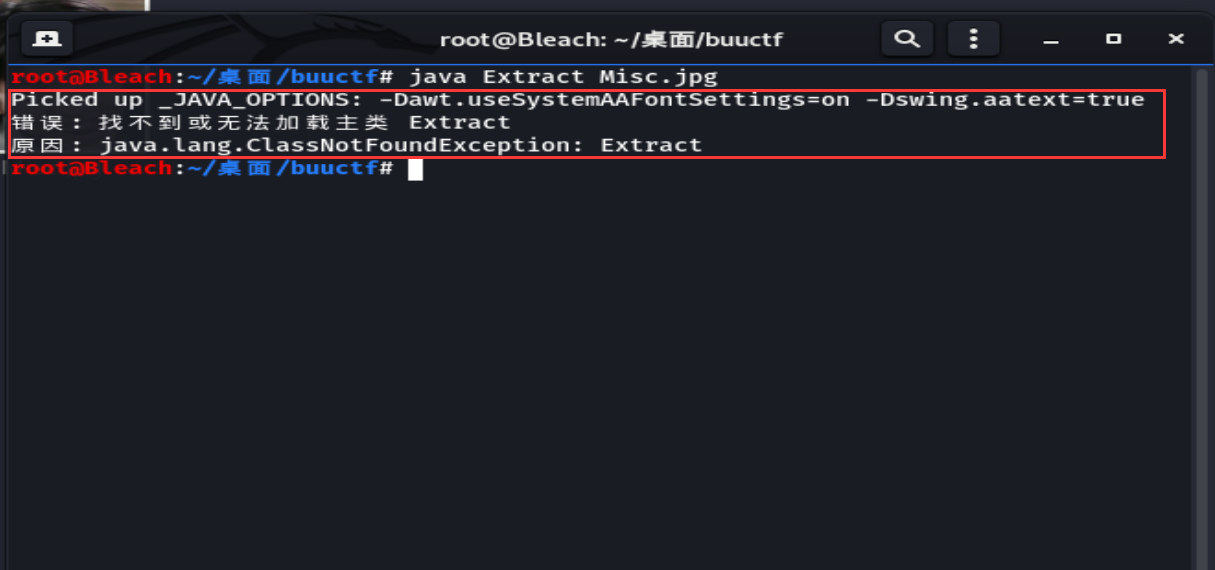 root@Bleach: ~/桌面/buuctf
root@Bleach:~/桌面/buuctf# java Extract Misc.jpg
Picked up _JAVA_OPTIONS: -Dawt.useSystemAAFontSettings=on -Dswing.aatext=true
错误: 找不到或无法加载主类 Extract
原因: java.lang.ClassNotFoundException: Extract
root@Bleach:~/桌面/buuctf#